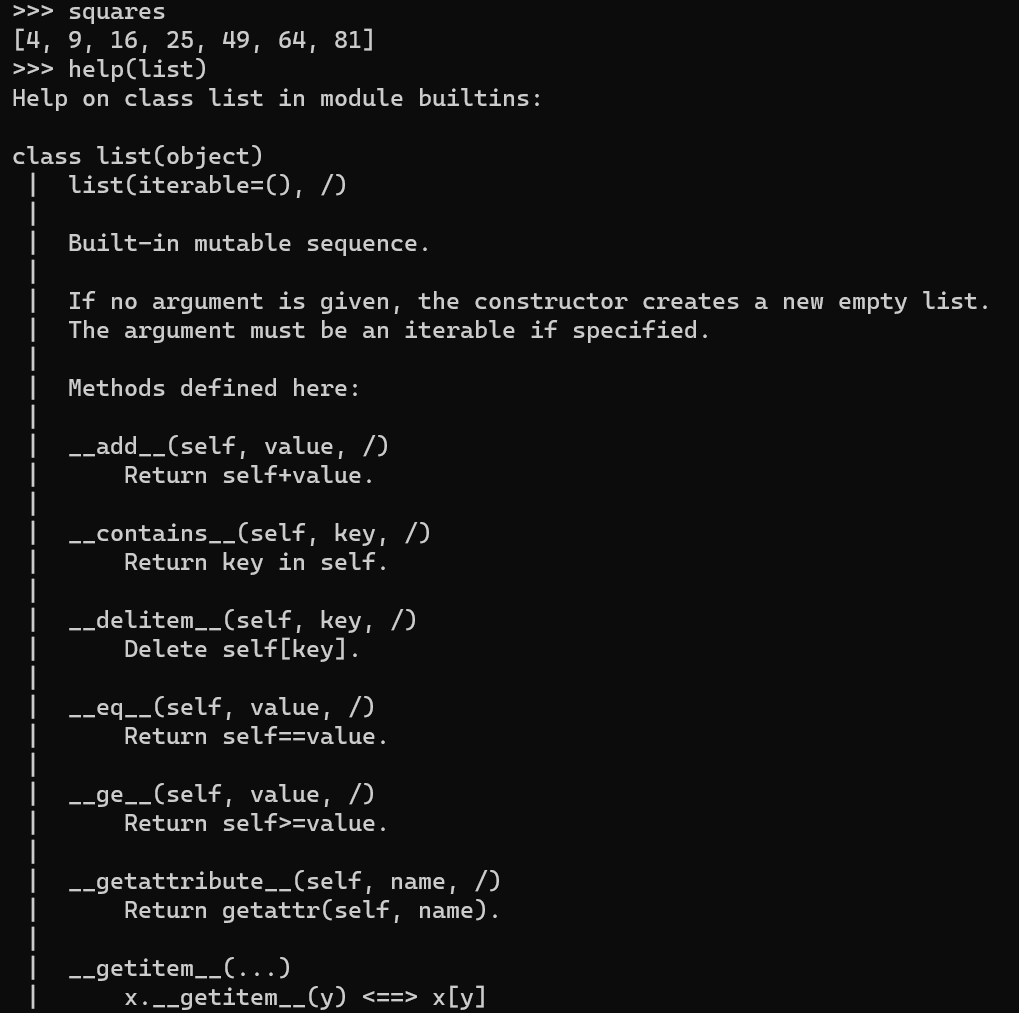 >>> squares
[4, 9, 16, 25, 49, 64, 81]
>>> help(list)
Help on class list in module builtins:

class list(object)
 |  list(iterable=(), /)
 |
 |  Built-in mutable sequence.
 |
 |  If no argument is given, the constructor creates a new empty list.
 |  The argument must be an iterable if specified.
 |
 |  Methods defined here:
 |
 |  __add__(self, value, /)
 |      Return self+value.
 |
 |  __contains__(self, key, /)
 |      Return key in self.
 |
 |  __delitem__(self, key, /)
 |      Delete self[key].
 |
 |  __eq__(self, value, /)
 |      Return self==value.
 |
 |  __ge__(self, value, /)
 |      Return self>=value.
 |
 |  __getattribute__(self, name, /)
 |      Return getattr(self, name).
 |
 |  __getitem__(...)
 |      x.__getitem__(y) <==> x[y]